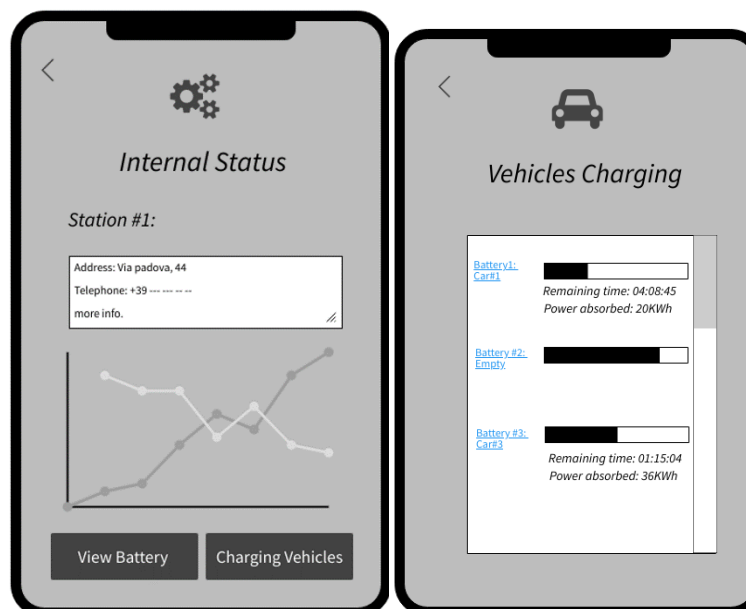 Internal Status
Station #1:
Address: Via padova, 44
Telephone: +39 --- --- -- --
more info.
View Battery
Charging Vehicles
Vehicles Charging
Battery1:
Car#1
Remaining time: 04:08:45
Power absorbed: 20KWh
Battery #2:
Empty
Battery #3:
Car#3
Remaining time: 01:15:04
Power absorbed: 36KWh